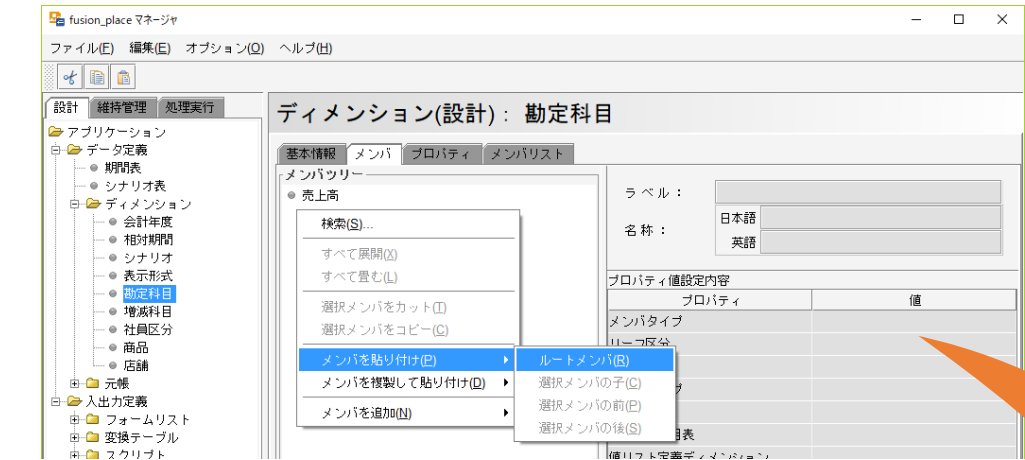 fusion_place マネージャ
ファイル(F) 編集(E) オプション(O) ヘルプ(H)
設計 維持管理 処理実行
アプリケーション
データ定義
期間表
シナリオ表
ディメンション
会計年度
相対期間
シナリオ
表示形式
勘定科目
増減科目
社員区分
商品
店舗
元帳
入出力定義
フォームリスト
変換テーブル
スクリプト
ディメンション(設計)： 勘定科目
基本情報 メンバ プロパティ メンバリスト
メンバツリー
売上高
検索(S)...
すべて展開(X)
すべて畳む(L)
選択メンバをカット(T)
選択メンバをコピー(C)
メンバを貼り付け(P)
メンバを複製して貼り付け(D)
メンバを追加(N)
ルートメンバ(R)
選択メンバの子(C)
選択メンバの前(P)
選択メンバの後(S)
ラベル：
名称： 日本語
英語
プロパティ値設定内容
プロパティ 値
メンバタイプ
リーフ区分
表
値リスト定義ディメンション